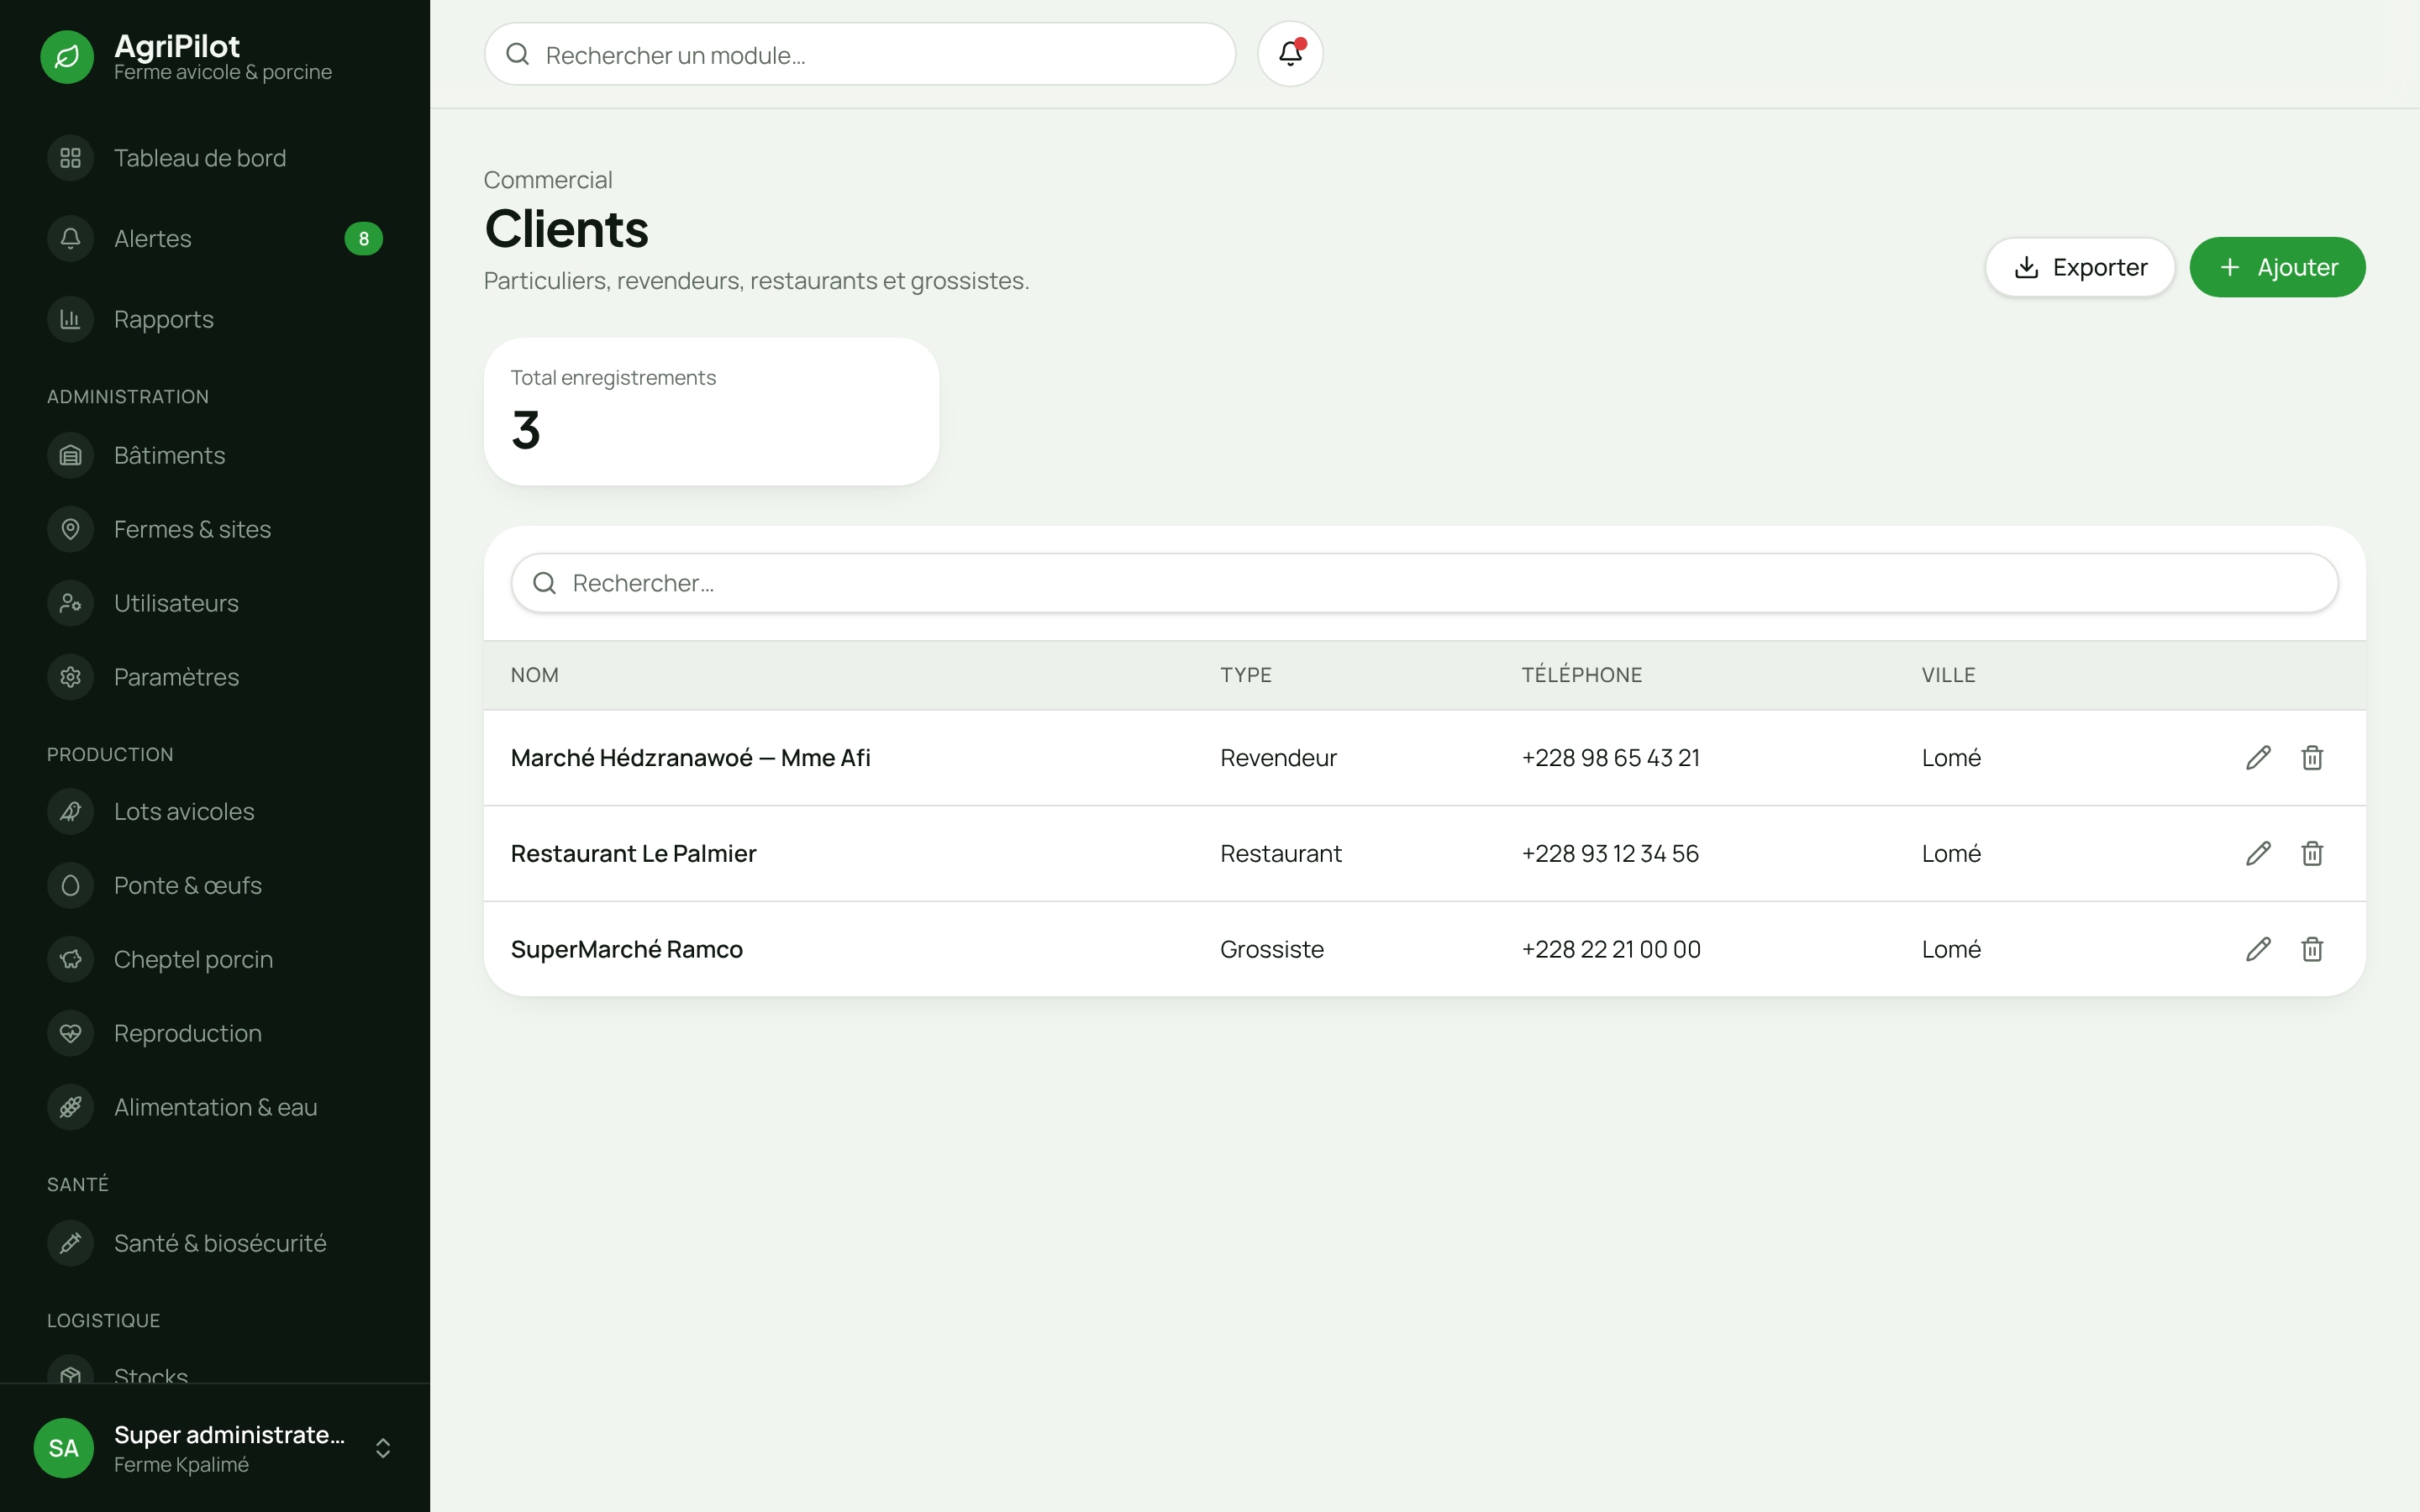 AgriPilot
Ferme avicole & porcine
Tableau de bord
Alertes
8
Rapports
ADMINISTRATION
Bâtiments
Fermes & sites
Utilisateurs
Paramètres
PRODUCTION
Lots avicoles
Ponte & œufs
Cheptel porcin
Reproduction
Alimentation & eau
SANTÉ
Santé & biosécurité
LOGISTIQUE
Stocks
SA
Super administrate...
Ferme Kpalimé
Rechercher un module...
Commercial
Clients
Particuliers, revendeurs, restaurants et grossistes.
Exporter
Ajouter
Total enregistrements
3
Rechercher...
NOM TYPE TÉLÉPHONE VILLE
Marché Hédzranawoé — Mme Afi Revendeur +228 98 65 43 21 Lomé
Restaurant Le Palmier Restaurant +228 93 12 34 56 Lomé
SuperMarché Ramco Grossiste +228 22 21 00 00 Lomé